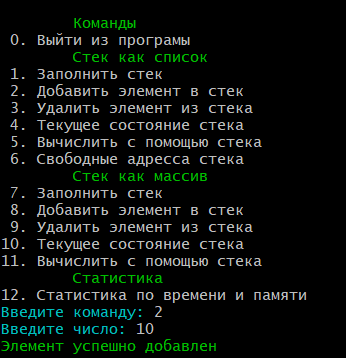 Команды
0. Выйти из програмы
Стек как список
1. Заполнить стек
2. Добавить элемент в стек
3. Удалить элемент из стека
4. Текущее состояние стека
5. Вычислить с помощью стека
6. Свободные адресса стека
Стек как массив
7. Заполнить стек
8. Добавить элемент в стек
9. Удалить элемент из стека
10. Текущее состояние стека
11. Вычислить с помощью стека
Статистика
12. Статистика по времени и памяти
Введите команду: 2
Введите число: 10
Элемент успешно добавлен